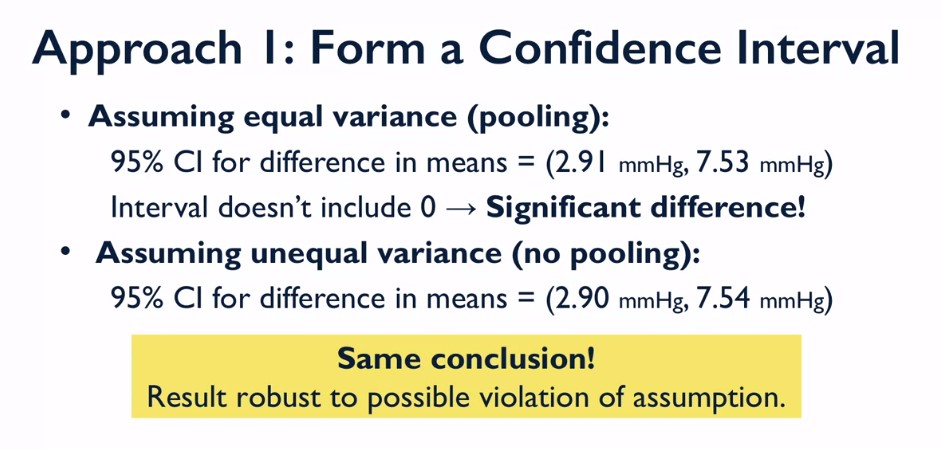 Approach 1: Form a Confidence Interval
• Assuming equal variance (pooling):
95% CI for difference in means = (2.91 mmHg, 7.53 mmHg)
Interval doesn't include 0 → Significant difference!
• Assuming unequal variance (no pooling):
95% CI for difference in means = (2.90 mmHg, 7.54 mmHg)
Same conclusion!
Result robust to possible violation of assumption.